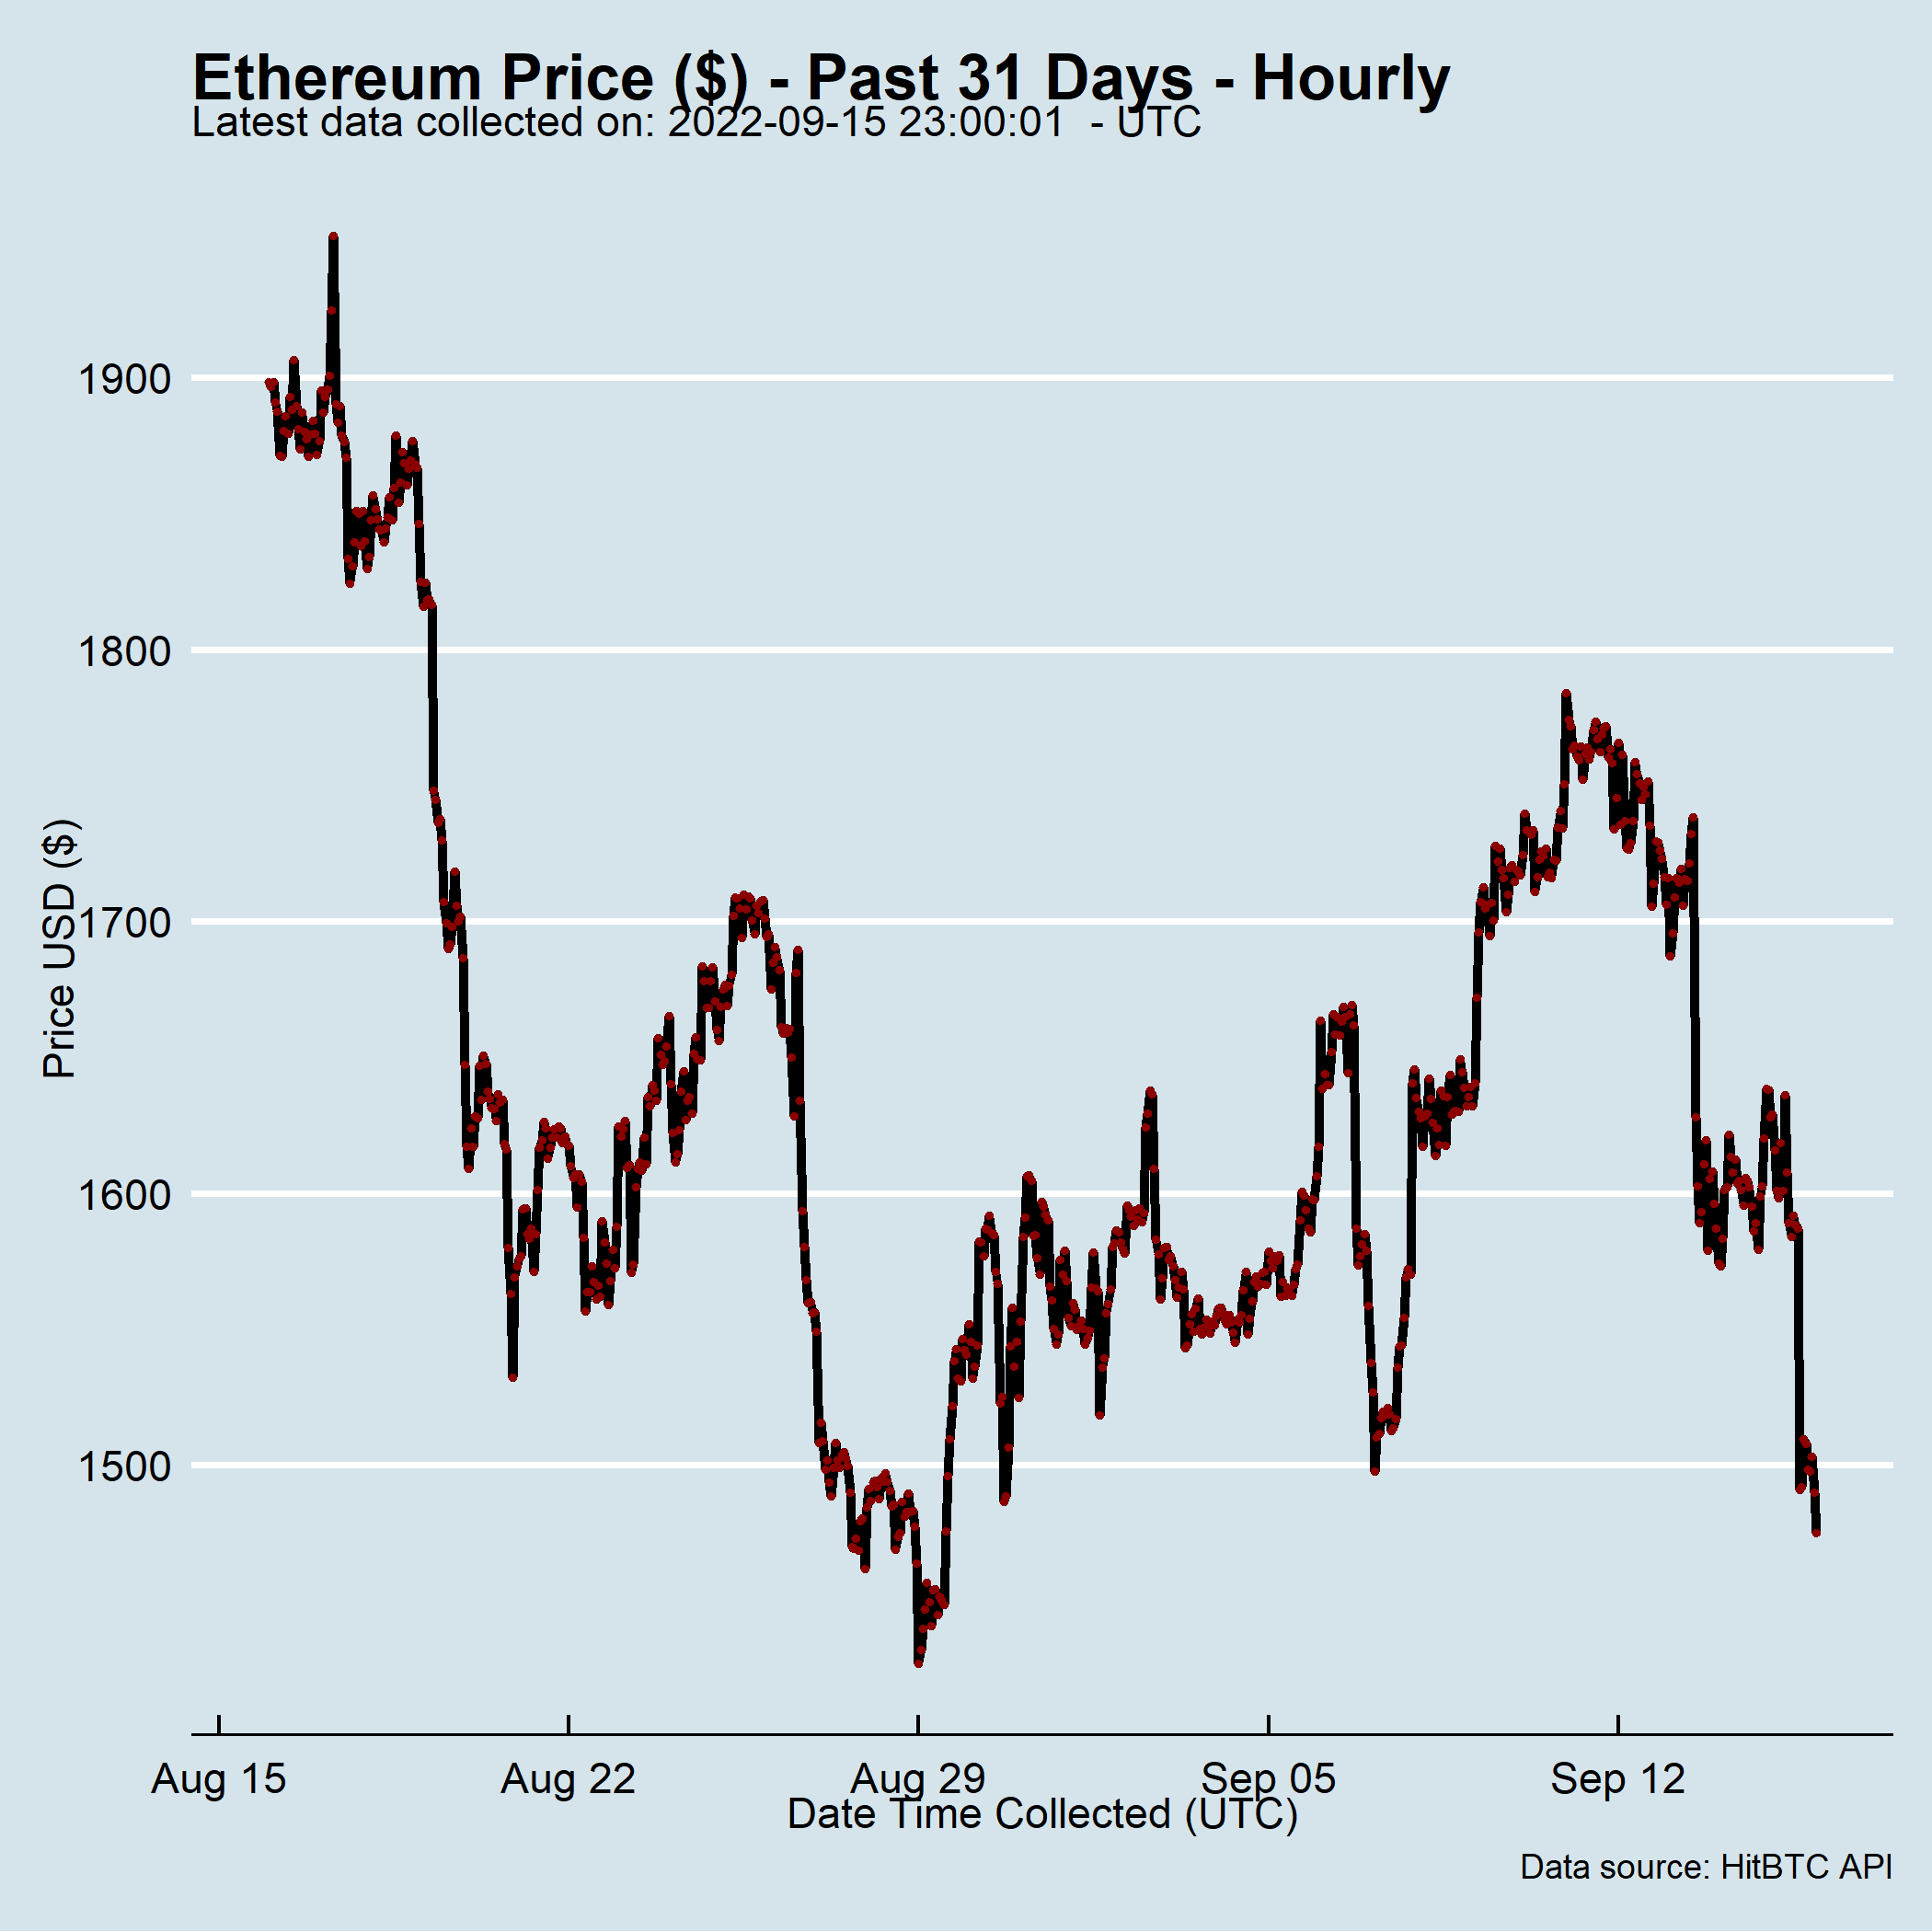 Ethereum Price ($) - Past 31 Days - Hourly
Latest data collected on: 2022-09-15 23:00:01  - UTC
Price USD ($)
1900
1800
1700
1600
1500
Aug 15
Aug 22
Aug 29
Sep 05
Sep 12
Date Time Collected (UTC)
Data source: HitBTC API